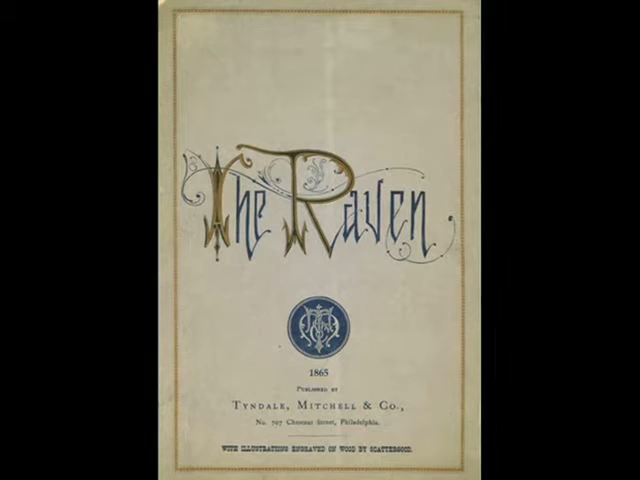 The Raven
1865
PUBLISHED BY
TYNDALE, MITCHELL & CO.,
No. 707 Chesnut Street, Philadelphia.
WITH ILLUSTRATIONS ENGRAVED ON WOOD BY SCATTERGOOD.